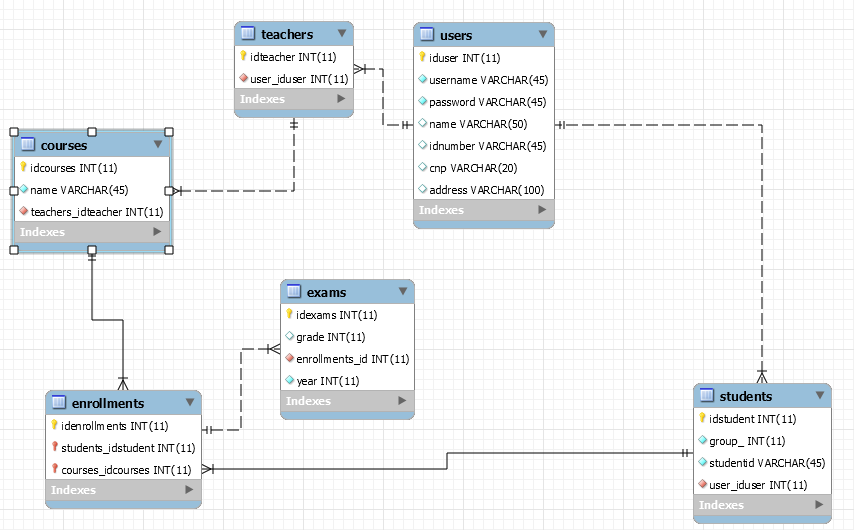 teachers
idteacher INT(11)
user_iduser INT(11)
Indexes
users
iduser INT(11)
username VARCHAR(45)
password VARCHAR(45)
name VARCHAR(50)
idnumber VARCHAR(45)
cnp VARCHAR(20)
address VARCHAR(100)
Indexes
courses
idcourses INT(11)
name VARCHAR(45)
teachers_idteacher INT(11)
Indexes
exams
idexams INT(11)
grade INT(11)
enrollments_id INT(11)
year INT(11)
Indexes
enrollments
idenrollments INT(11)
students_idstudent INT(11)
courses_idcourses INT(11)
Indexes
students
idstudent INT(11)
group_ INT(11)
studentid VARCHAR(45)
user_iduser INT(11)
Indexes